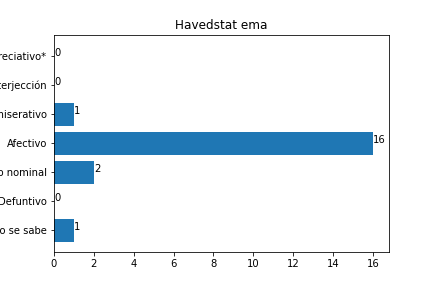 Havedstat ema
reciativo* 0
terjección 0
niserativo 1
Afectivo 16
o nominal 2
Defuntivo 0
o se sabe 1
0 2 4 6 8 10 12 14 16